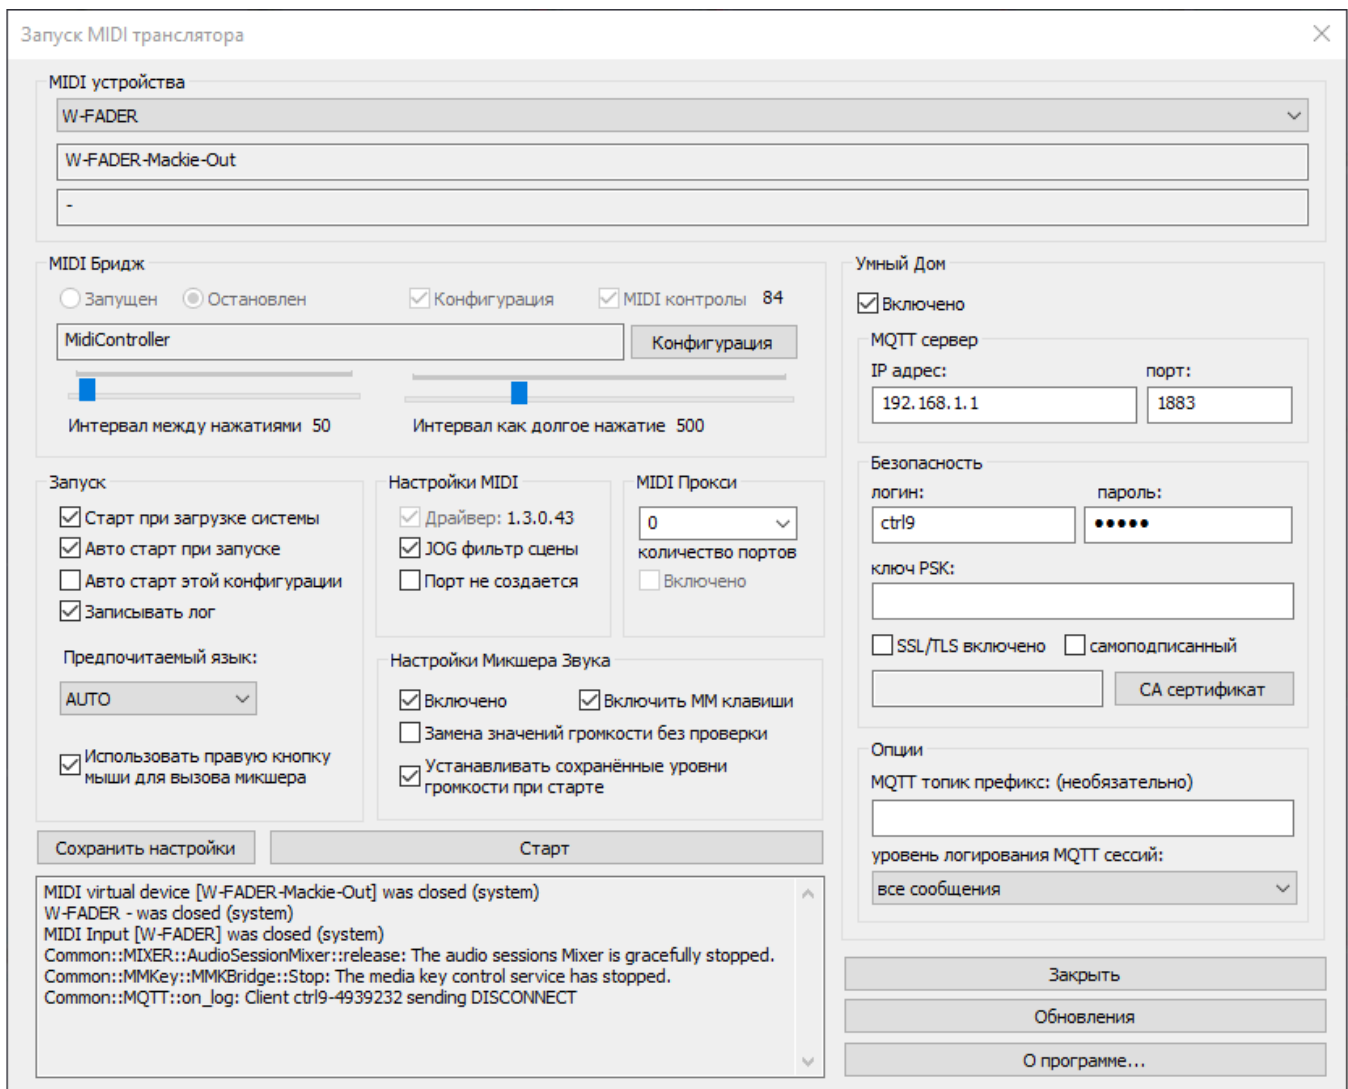 Запуск MIDI транслятора
MIDI устройства
W-FADER
W-FADER-Mackie-Out
-
MIDI Бридж
Запущен
Остановлен
Конфигурация
MIDI контролы 84
MidiController
Конфигурация
Интервал между нажатиями 50
Интервал как долгое нажатие 500
Запуск
Старт при загрузке системы
Авто старт при запуске
Авто старт этой конфигурации
Записывать лог
Предпочитаемый язык:
AUTO
Использовать правую кнопку
мыши для вызова микшера
Настройки MIDI
Драйвер: 1.3.0.43
JOG фильтр сцены
Порт не создается
MIDI Прокси
0
количество портов
Включено
Настройки Микшера Звука
Включено
Включить ММ клавиши
Замена значений громкости без проверки
Устанавливать сохранённые уровни
громкости при старте
Сохранить настройки
Старт
MIDI virtual device [W-FADER-Mackie-Out] was closed (system)
W-FADER - was closed (system)
MIDI Input [W-FADER] was closed (system)
Common::MIXER::AudioSessionMixer::release: The audio sessions Mixer is gracefully stopped.
Common::MMKey::MMKBridge::Stop: The media key control service has stopped.
Common::MQTT::on_log: Client ctrl9-4939232 sending DISCONNECT
Умный Дом
Включено
MQTT сервер
IP адрес:
порт:
192.168.1.1
1883
Безопасность
логин:
пароль:
ctrl9
●●●●●
ключ PSK:
SSL/TLS включено
самоподписанный
CA сертификат
Опции
MQTT топик префикс: (необязательно)
уровень логирования MQTT сессий:
все сообщения
Закрыть
Обновления
О программе...